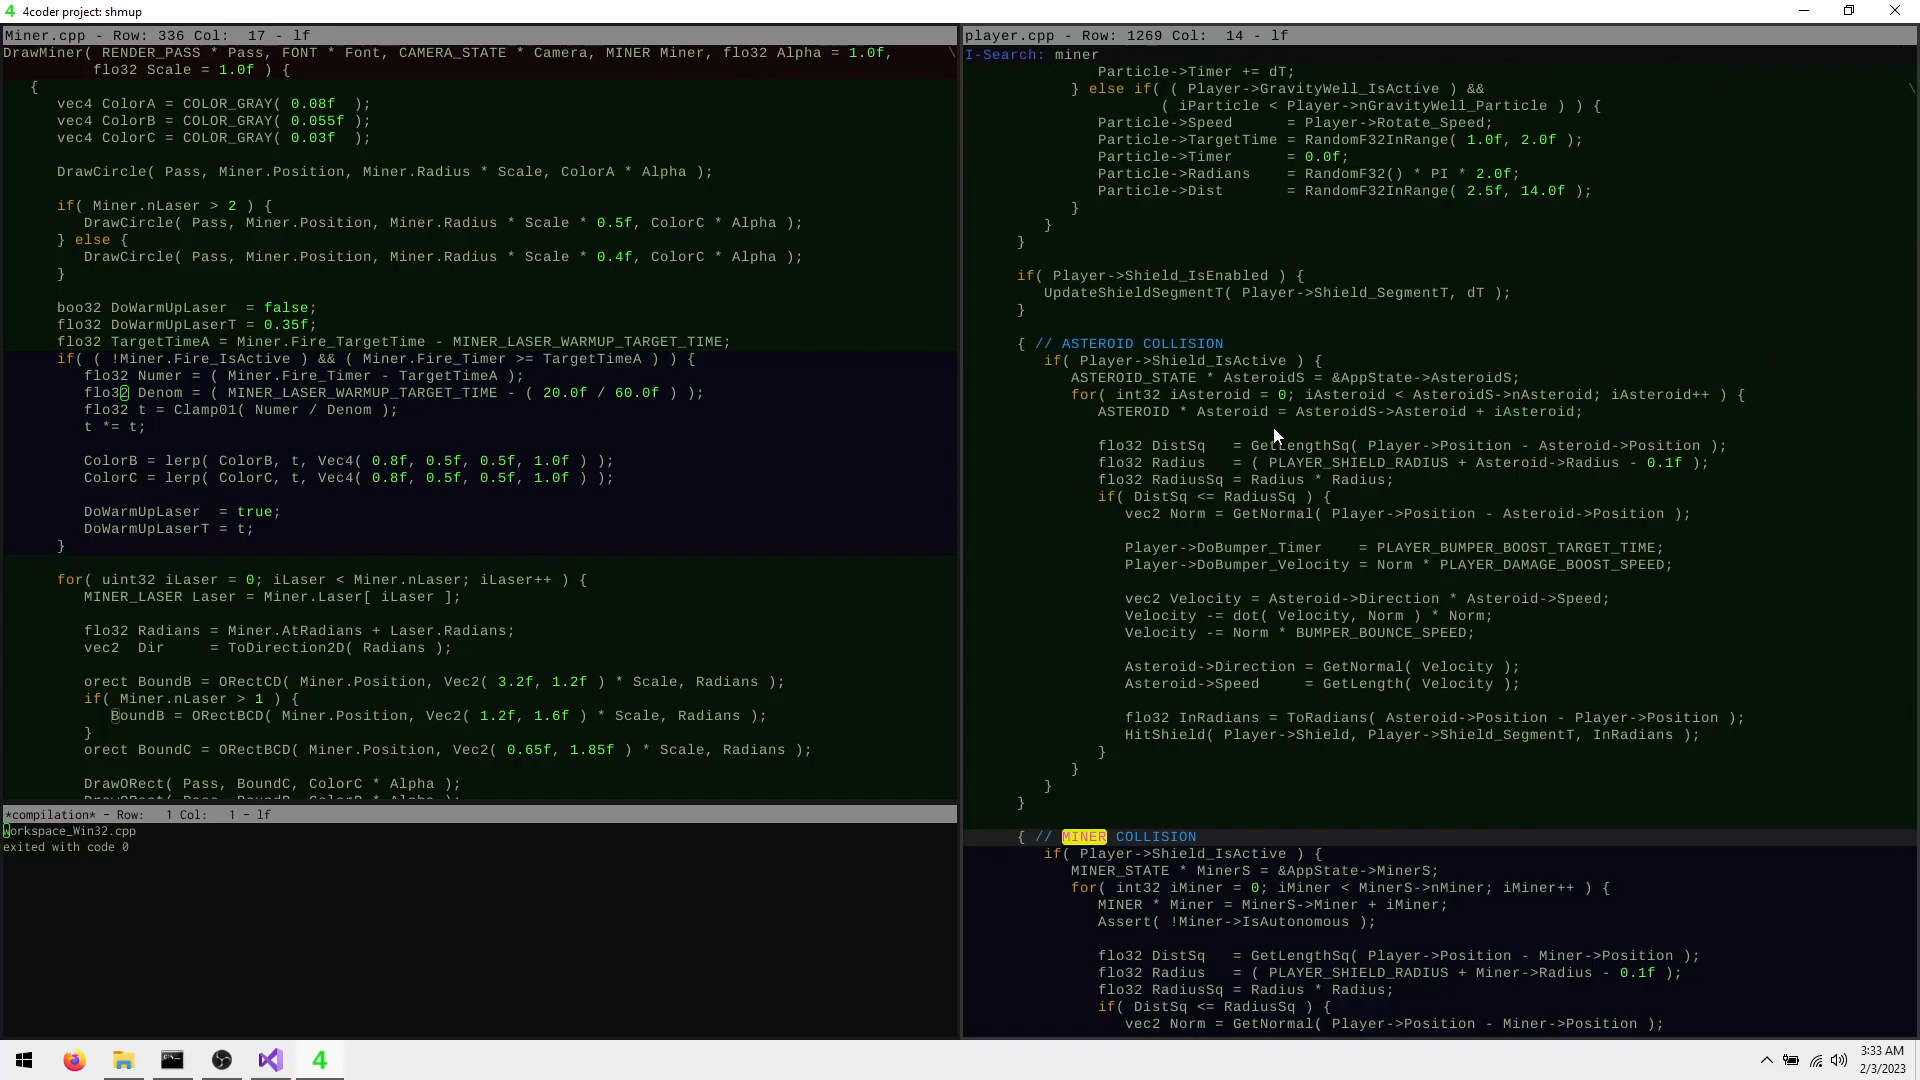 4coder project: shmup
Miner.cpp - Row: 336 Col:  17 - lf
DrawMiner( RENDER_PASS * Pass, FONT * Font, CAMERA_STATE * Camera, MINER Miner, flo32 Alpha = 1.0f, \
          flo32 Scale = 1.0f ) {
   {
      vec4 ColorA = COLOR_GRAY( 0.08f  );
      vec4 ColorB = COLOR_GRAY( 0.055f );
      vec4 ColorC = COLOR_GRAY( 0.03f  );
      DrawCircle( Pass, Miner.Position, Miner.Radius * Scale, ColorA * Alpha );
      if( Miner.nLaser > 2 ) {
         DrawCircle( Pass, Miner.Position, Miner.Radius * Scale * 0.5f, ColorC * Alpha );
      } else {
         DrawCircle( Pass, Miner.Position, Miner.Radius * Scale * 0.4f, ColorC * Alpha );
      }
      boo32 DoWarmUpLaser  = false;
      flo32 DoWarmUpLaserT = 0.35f;
      flo32 TargetTimeA = Miner.Fire_TargetTime - MINER_LASER_WARMUP_TARGET_TIME;
      if( ( !Miner.Fire_IsActive ) && ( Miner.Fire_Timer >= TargetTimeA ) ) {
         flo32 Numer = ( Miner.Fire_Timer - TargetTimeA );
         flo32 Denom = ( MINER_LASER_WARMUP_TARGET_TIME - ( 20.0f / 60.0f ) );
         flo32 t = Clamp01( Numer / Denom );
         t *= t;
         ColorB = lerp( ColorB, t, Vec4( 0.8f, 0.5f, 0.5f, 1.0f ) );
         ColorC = lerp( ColorC, t, Vec4( 0.8f, 0.5f, 0.5f, 1.0f ) );
         DoWarmUpLaser  = true;
         DoWarmUpLaserT = t;
      }
      for( uint32 iLaser = 0; iLaser < Miner.nLaser; iLaser++ ) {
         MINER_LASER Laser = Miner.Laser[ iLaser ];
         flo32 Radians = Miner.AtRadians + Laser.Radians;
         vec2  Dir     = ToDirection2D( Radians );
         orect BoundB = ORectCD( Miner.Position, Vec2( 3.2f, 1.2f ) * Scale, Radians );
         if( Miner.nLaser > 1 ) {
            BoundB = ORectBCD( Miner.Position, Vec2( 1.2f, 1.6f ) * Scale, Radians );
         }
         orect BoundC = ORectBCD( Miner.Position, Vec2( 0.65f, 1.85f ) * Scale, Radians );
         DrawORect( Pass, BoundC, ColorC * Alpha );
         DrawORect( Pass, BoundB, ColorB * Alpha );
*compilation* - Row:   1 Col:   1 - lf
workspace_Win32.cpp
exited with code 0
player.cpp - Row: 1269 Col:  14 - lf
I-Search: miner
               Particle->Timer += dT;
            } else if( ( Player->GravityWell_IsActive ) && \
                      ( iParticle < Player->nGravityWell_Particle ) ) {
               Particle->Speed      = Player->Rotate_Speed;
               Particle->TargetTime = RandomF32InRange( 1.0f, 2.0f );
               Particle->Timer      = 0.0f;
               Particle->Radians    = RandomF32() * PI * 2.0f;
               Particle->Dist       = RandomF32InRange( 2.5f, 14.0f );
            }
         }
      }
      if( Player->Shield_IsEnabled ) {
         UpdateShieldSegmentT( Player->Shield_SegmentT, dT );
      }
      { // ASTEROID COLLISION
         if( Player->Shield_IsActive ) {
            ASTEROID_STATE * AsteroidS = &AppState->AsteroidS;
            for( int32 iAsteroid = 0; iAsteroid < AsteroidS->nAsteroid; iAsteroid++ ) {
               ASTEROID * Asteroid = AsteroidS->Asteroid + iAsteroid;
               flo32 DistSq   = GetLengthSq( Player->Position - Asteroid->Position );
               flo32 Radius   = ( PLAYER_SHIELD_RADIUS + Asteroid->Radius - 0.1f );
               flo32 RadiusSq = Radius * Radius;
               if( DistSq <= RadiusSq ) {
                  vec2 Norm = GetNormal( Player->Position - Asteroid->Position );
                  Player->DoBumper_Timer    = PLAYER_BUMPER_BOOST_TARGET_TIME;
                  Player->DoBumper_Velocity = Norm * PLAYER_DAMAGE_BOOST_SPEED;
                  vec2 Velocity = Asteroid->Direction * Asteroid->Speed;
                  Velocity -= dot( Velocity, Norm ) * Norm;
                  Velocity -= Norm * BUMPER_BOUNCE_SPEED;
                  Asteroid->Direction = GetNormal( Velocity );
                  Asteroid->Speed     = GetLength( Velocity );
                  flo32 InRadians = ToRadians( Asteroid->Position - Player->Position );
                  HitShield( Player->Shield, Player->Shield_SegmentT, InRadians );
               }
            }
         }
      }
      { // MINER COLLISION
         if( Player->Shield_IsActive ) {
            MINER_STATE * MinerS = &AppState->MinerS;
            for( int32 iMiner = 0; iMiner < MinerS->nMiner; iMiner++ ) {
               MINER * Miner = MinerS->Miner + iMiner;
               Assert( !Miner->IsAutonomous );
               flo32 DistSq   = GetLengthSq( Player->Position - Miner->Position );
               flo32 Radius   = ( PLAYER_SHIELD_RADIUS + Miner->Radius - 0.1f );
               flo32 RadiusSq = Radius * Radius;
               if( DistSq <= RadiusSq ) {
                  vec2 Norm = GetNormal( Player->Position - Miner->Position );
3:33 AM
2/3/2023